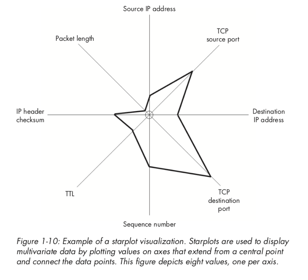 Source IP address
Packet length
TCP
source port
IP header
checksum
Destination
IP address
TTL
TCP
destination
port
Sequence number
Figure 1-10: Example of a starplot visualization. Starplots are used to display
multivariate data by plotting values on axes that extend from a central point
and connect the data points. This figure depicts eight values, one per axis.